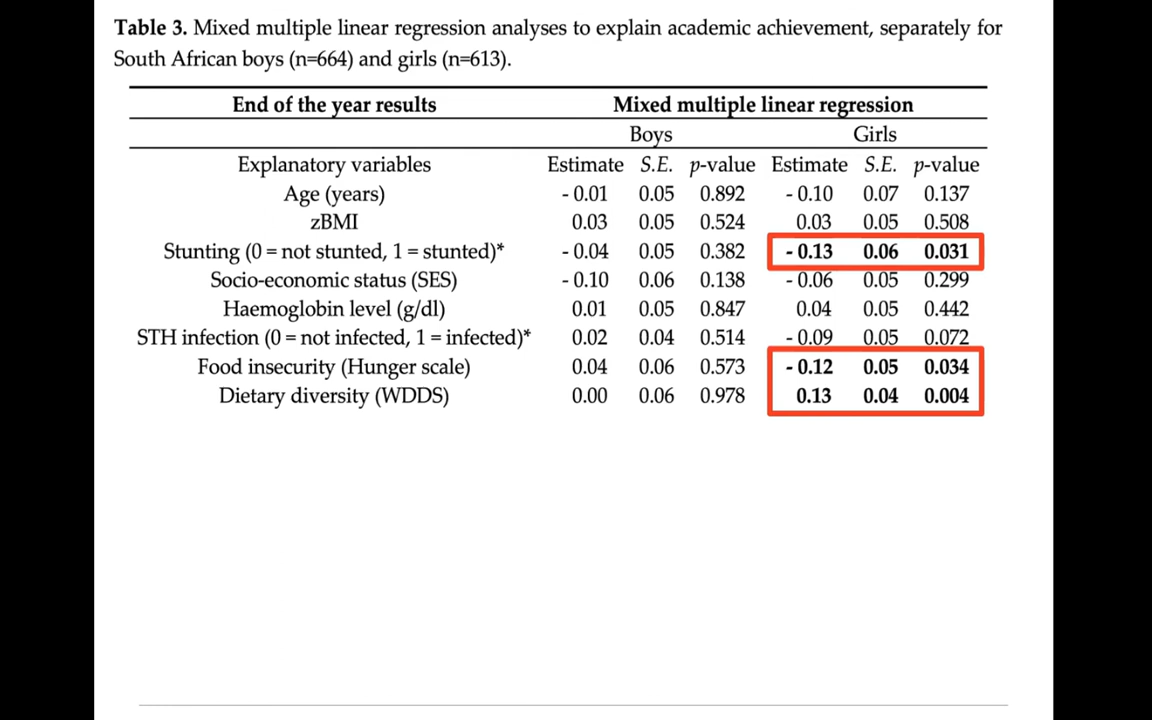 Table 3. Mixed multiple linear regression analyses to explain academic achievement, separately for
South African boys (n=664) and girls (n=613).
End of the year results Mixed multiple linear regression
Boys Girls
Explanatory variables Estimate S.E. p-value Estimate S.E. p-value
Age (years) - 0.01 0.05 0.892 - 0.10 0.07 0.137
zBMI 0.03 0.05 0.524 0.03 0.05 0.508
Stunting (0 = not stunted, 1 = stunted)* - 0.04 0.05 0.382 - 0.13 0.06 0.031
Socio-economic status (SES) - 0.10 0.06 0.138 - 0.06 0.05 0.299
Haemoglobin level (g/dl) 0.01 0.05 0.847 0.04 0.05 0.442
STH infection (0 = not infected, 1 = infected)* 0.02 0.04 0.514 - 0.09 0.05 0.072
Food insecurity (Hunger scale) 0.04 0.06 0.573 - 0.12 0.05 0.034
Dietary diversity (WDDS) 0.00 0.06 0.978 0.13 0.04 0.004